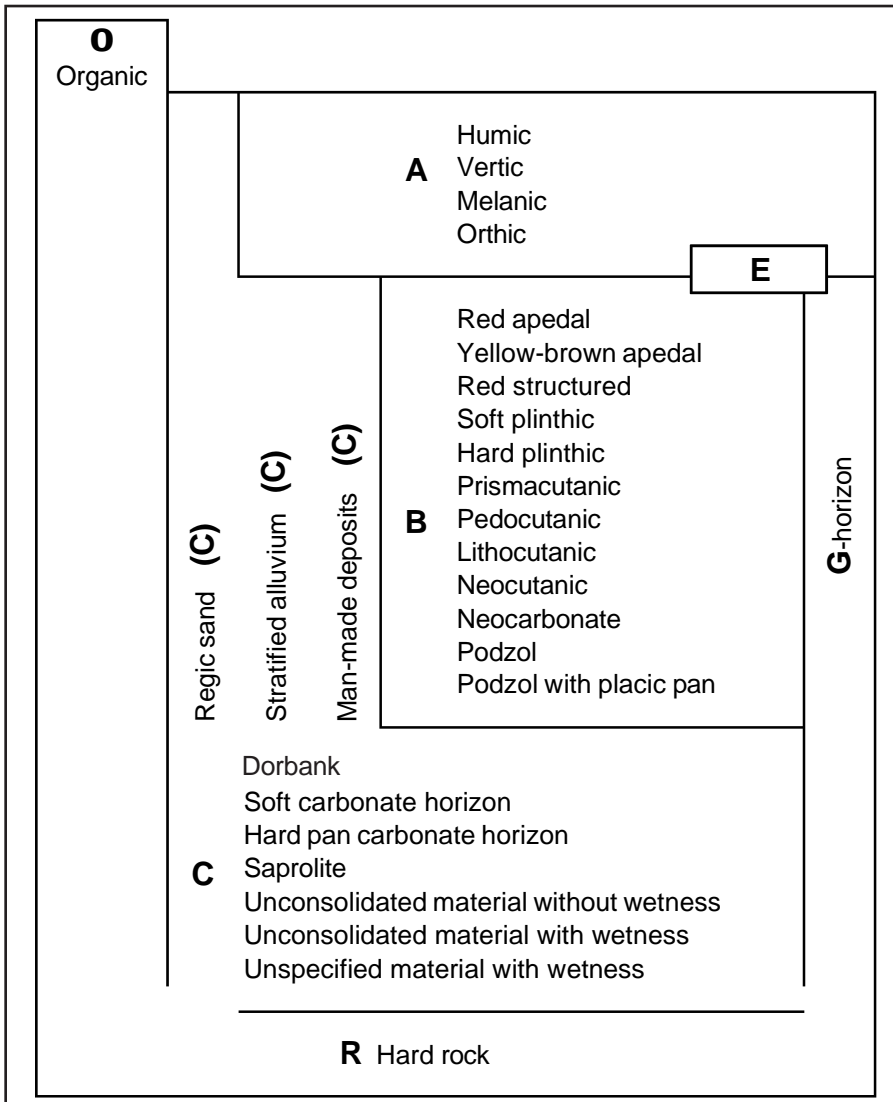 O
Organic
A
Humic
Vertic
Melanic
Orthic
E
B
Red apedal
Yellow-brown apedal
Red structured
Soft plinthic
Hard plinthic
Prismacutanic
Pedocutanic
Lithocutanic
Neocutanic
Neocarbonate
Podzol
Podzol with placic pan
Regic sand (C)
Stratified alluvium (C)
Man-made deposits (C)
G-horizon
C
Dorbank
Soft carbonate horizon
Hard pan carbonate horizon
Saprolite
Unconsolidated material without wetness
Unconsolidated material with wetness
Unspecified material with wetness
R Hard rock